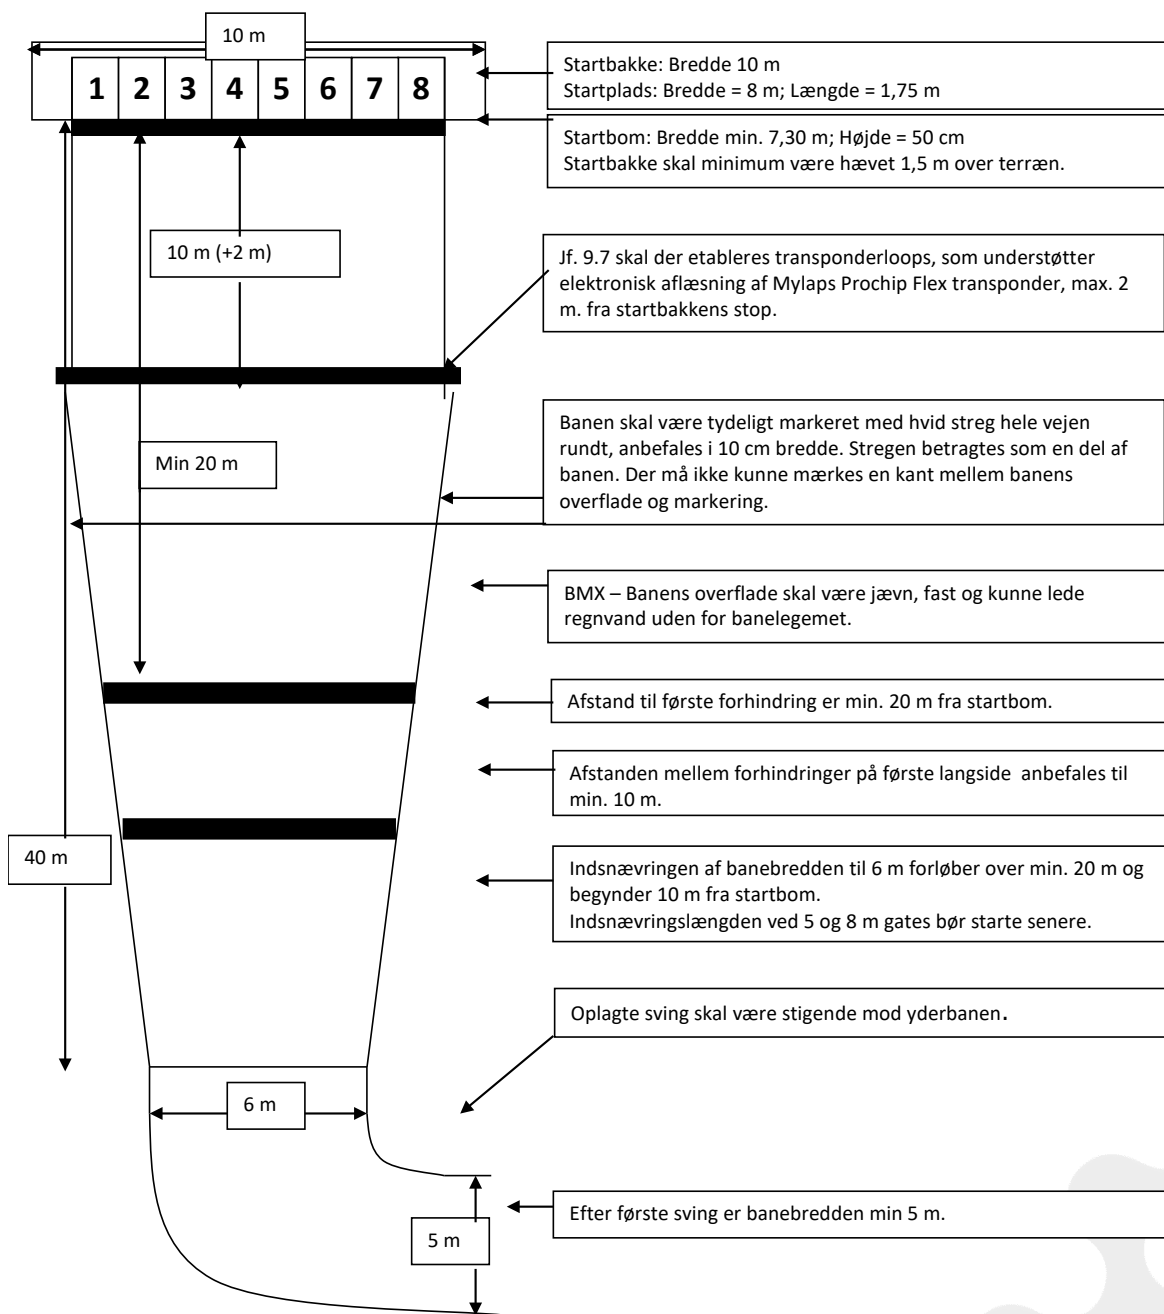 10 m
1 2 3 4 5 6 7 8
Startbakke: Bredde 10 m
Startplads: Bredde = 8 m; Længde = 1,75 m
Startbom: Bredde min. 7,30 m; Højde = 50 cm
Startbakke skal minimum være hævet 1,5 m over terræn.
10 m (+2 m)
Jf. 9.7 skal der etableres transponderloops, som understøtter
elektronisk aflæsning af Mylaps Prochip Flex transponder, max. 2
m. fra startbakkens stop.
Banen skal være tydeligt markeret med hvid streg hele vejen
rundt, anbefales i 10 cm bredde. Stregen betragtes som en del af
banen. Der må ikke kunne mærkes en kant mellem banens
overflade og markering.
Min 20 m
BMX – Banens overflade skal være jævn, fast og kunne lede
regnvand uden for banelegemet.
Afstand til første forhindring er min. 20 m fra startbom.
Afstanden mellem forhindringer på første langside  anbefales til
min. 10 m.
40 m
Indsnævringen af banebredden til 6 m forløber over min. 20 m og
begynder 10 m fra startbom.
Indsnævringslængden ved 5 og 8 m gates bør starte senere.
Oplagte sving skal være stigende mod yderbanen.
6 m
Efter første sving er banebredden min 5 m.
5 m